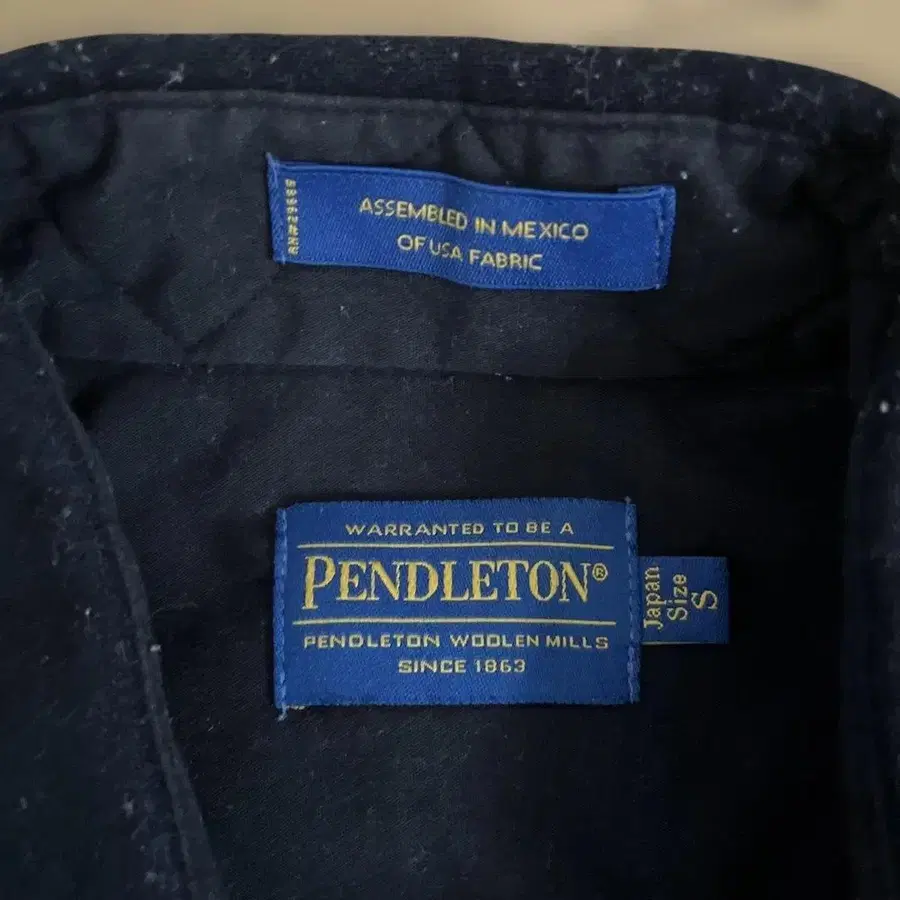 ASSEMBLED IN MEXICO
OF USA FABRIC
WARRANTED TO BE A
PENDLETON®
PENDLETON WOOLEN MILLS
SINCE 1863
Japan
Size
S